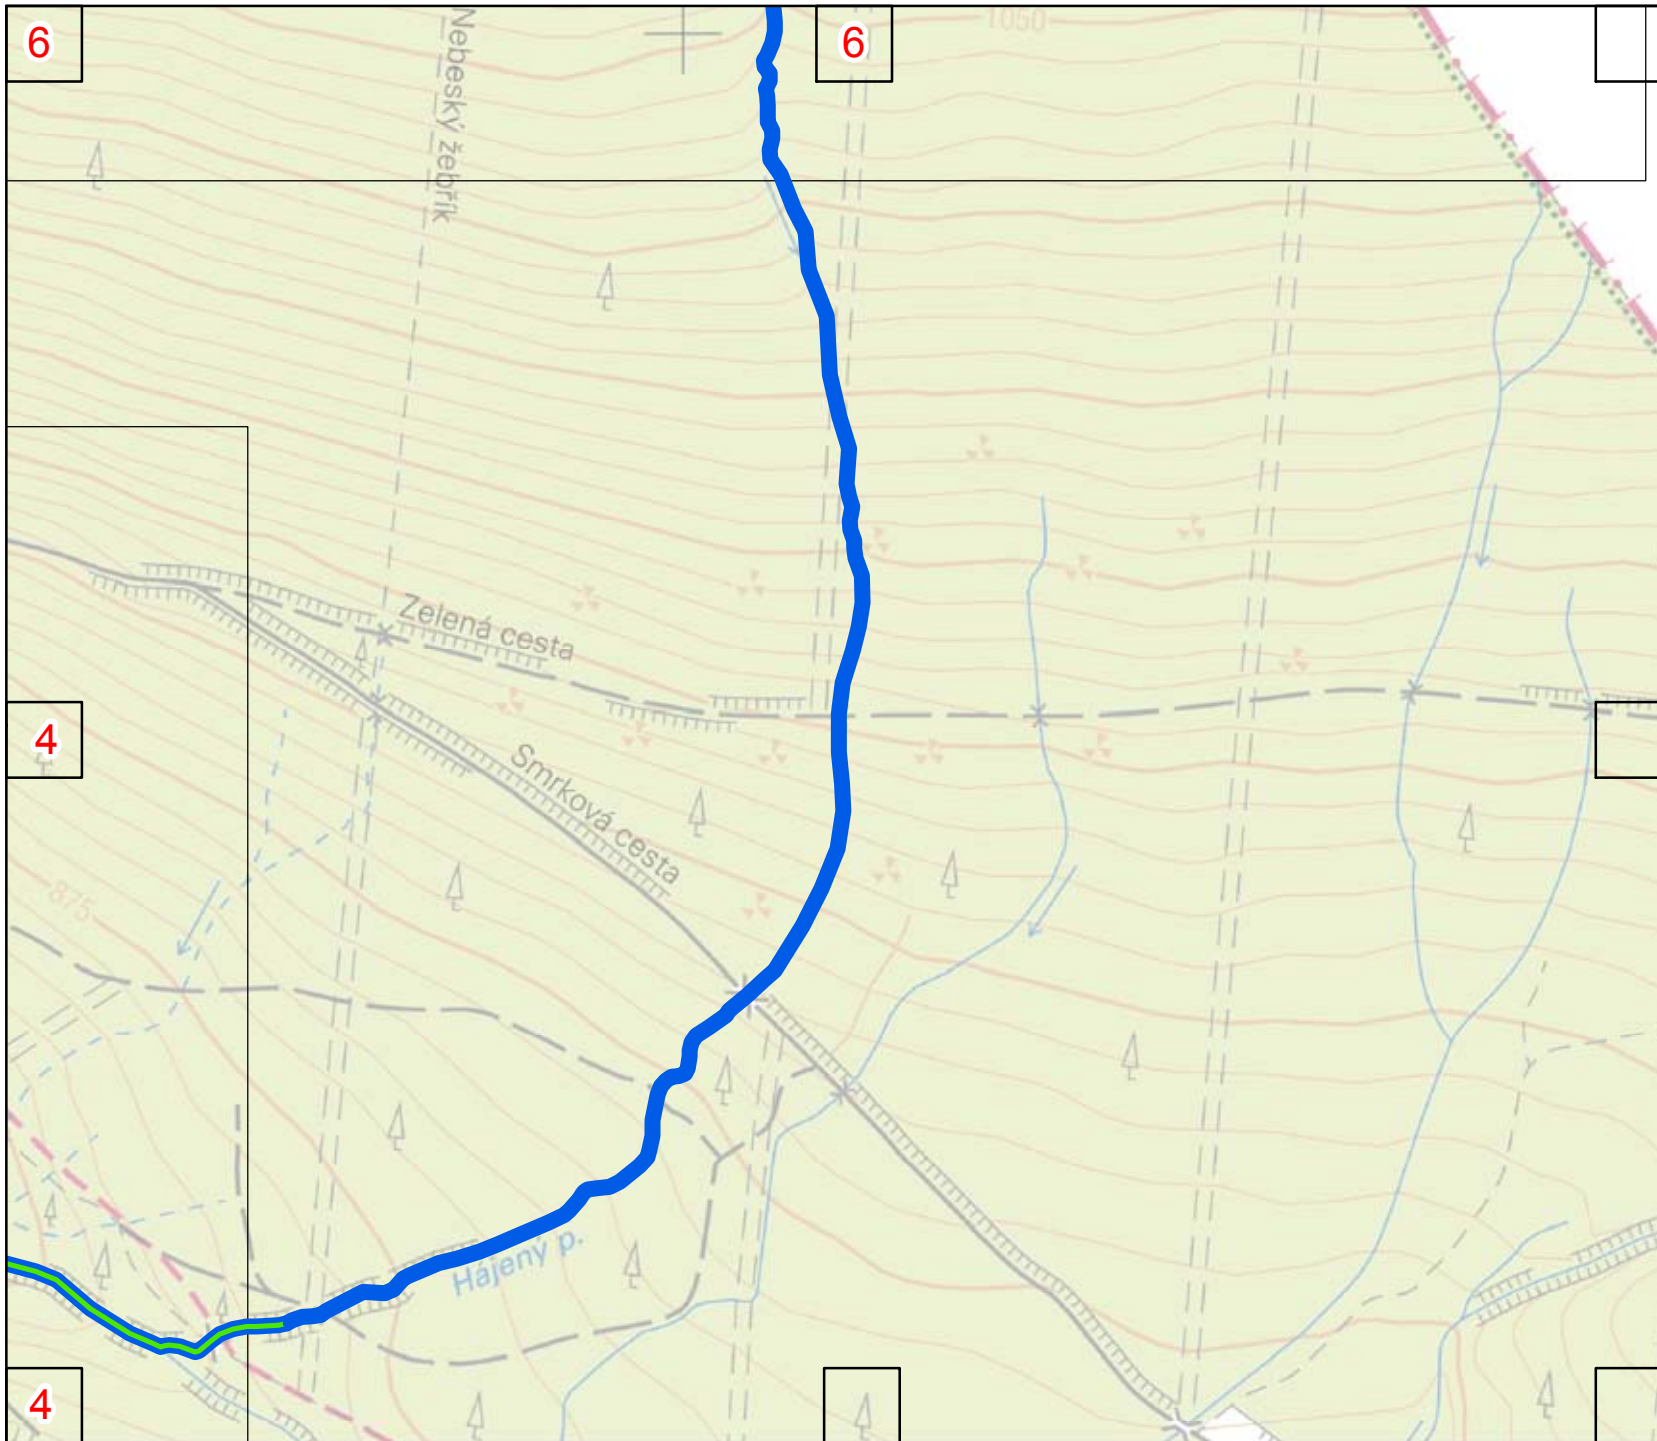 6
6
1050
Nebeský žebřík
Zelená cesta
4
Smrková cesta
875
Hájený p.
4